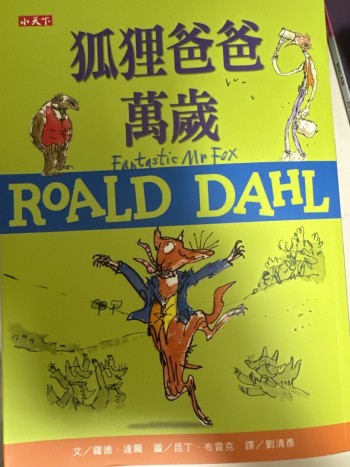 小天下
狐狸爸爸
萬歲
Fantastic Mr Fox
ROALD DAHL
文／羅德．達爾 圖／昆丁．布雷克 譯／劉清彥